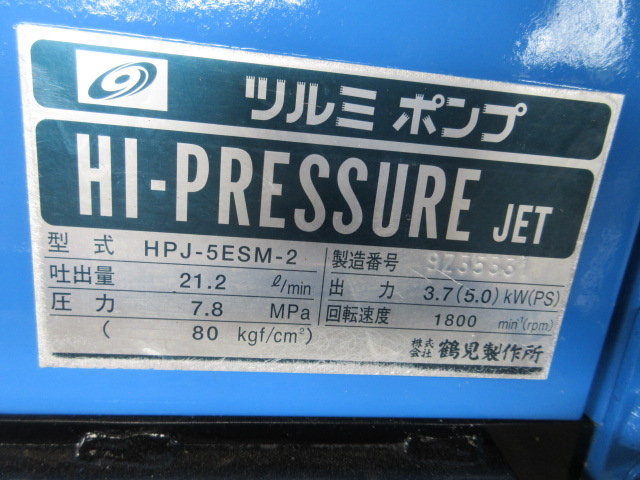 ツルミポンプ
HI-PRESSURE JET
型式 HPJ-5ESM-2 製造番号
吐出量 21.2 ℓ/min 出力 3.7(5.0) kW(PS)
圧力 7.8 MPa 回転速度 1800 min⁻¹(rpm)
( 80 kgf/cm²) 株式会社 鶴見製作所